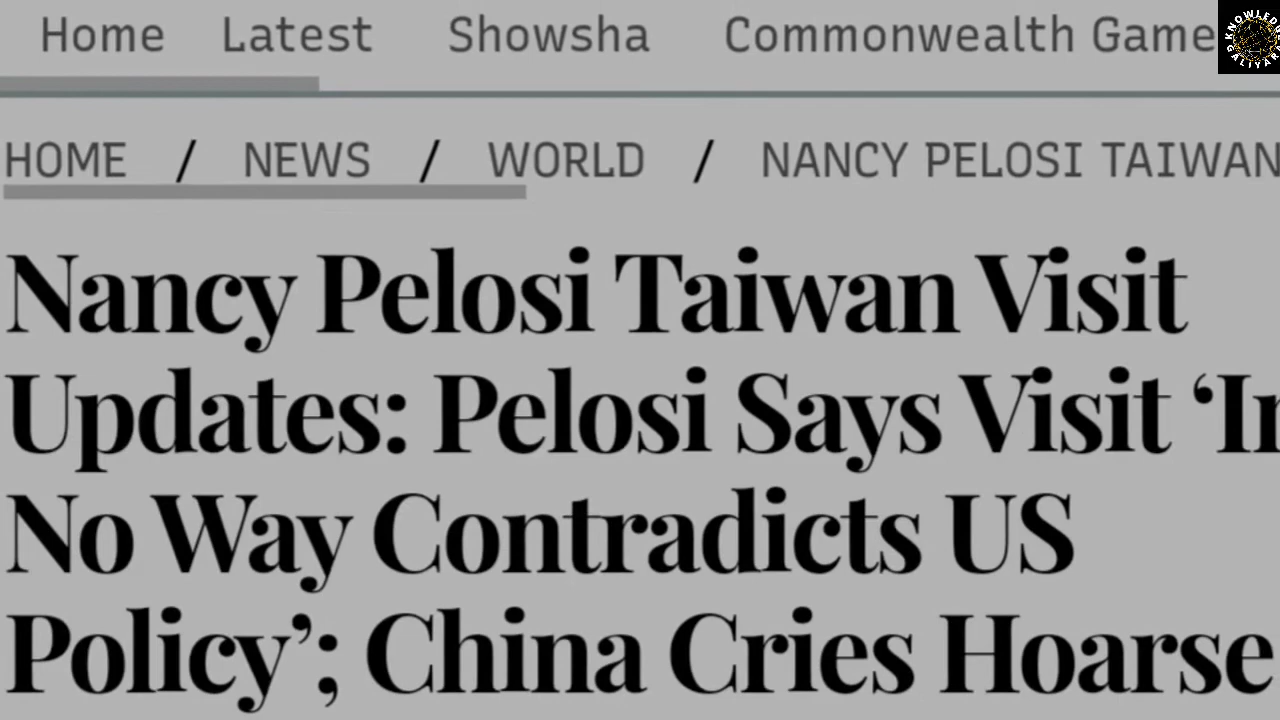 Home Latest Showsha Commonwealth Game
HOME / NEWS / WORLD / NANCY PELOSI TAIWAN
Nancy Pelosi Taiwan Visit
Updates: Pelosi Says Visit ‘In
No Way Contradicts US
Policy’; China Cries Hoarse